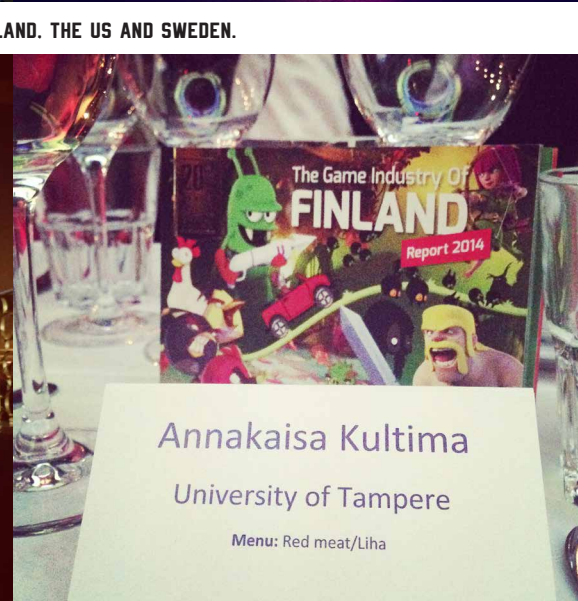 LAND. THE US AND SWEDEN.
The Game Industry Of
FINLAND
Report 2014
Annakaisa Kultima
University of Tampere
Menu: Red meat/Liha